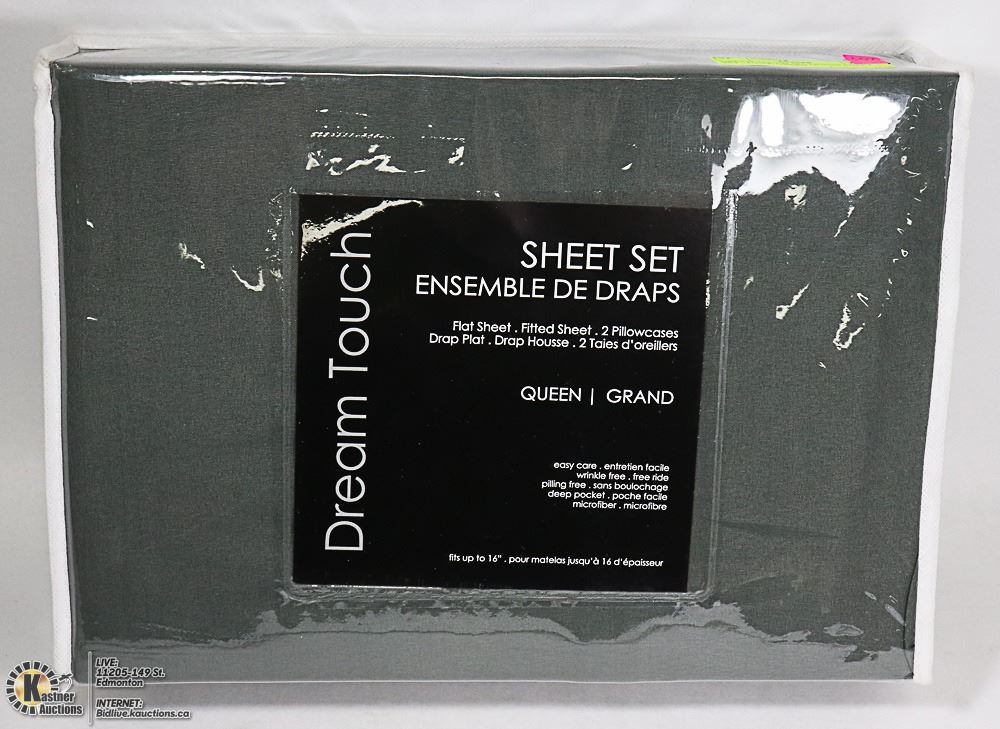 Dream Touch
SHEET SET
ENSEMBLE DE DRAPS
Flat Sheet . Fitted Sheet . 2 Pillowcases
Drap Plat . Drap Housse . 2 Taies d'oreillers
QUEEN | GRAND
easy care . entretien facile
wrinkle free . free ride
pilling free . sans boulochage
deep pocket . poche facile
microfiber . microfibre
fits up to 16" . pour matelas jusqu'à 16 d'épaisseur
Kastner
Auctions
LIVE:
11205-149 St.
Edmonton
INTERNET:
Bidlive.kauctions.ca